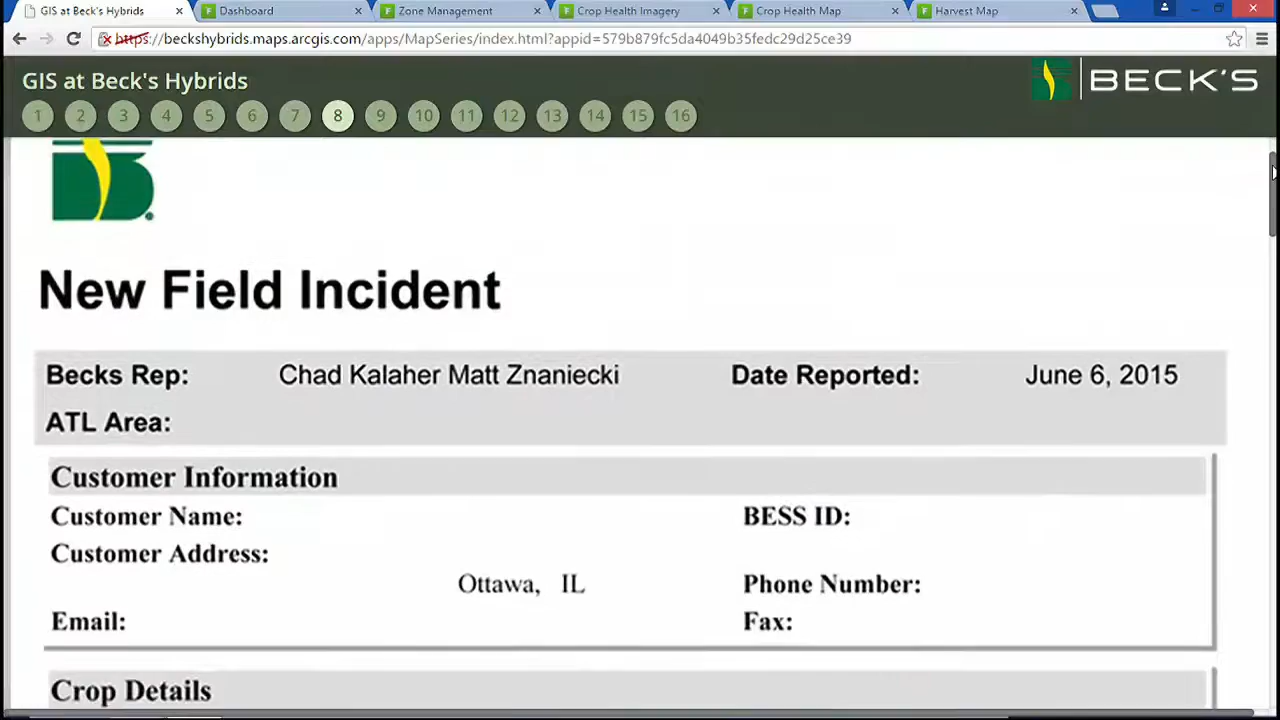 GIS at Beck's Hybrids
Dashboard
Zone Management
Crop Health Imagery
Crop Health Map
Harvest Map
https://beckshybrids.maps.arcgis.com/apps/MapSeries/index.html?appid=579b879fc5da4049b35fedc29d25ce39
GIS at Beck's Hybrids
BECK'S
1 2 3 4 5 6 7 8 9 10 11 12 13 14 15 16
New Field Incident
Becks Rep: Chad Kalaher Matt Znaniecki Date Reported: June 6, 2015
ATL Area:
Customer Information
Customer Name: BESS ID:
Customer Address:
Ottawa, IL Phone Number:
Email: Fax:
Crop Details